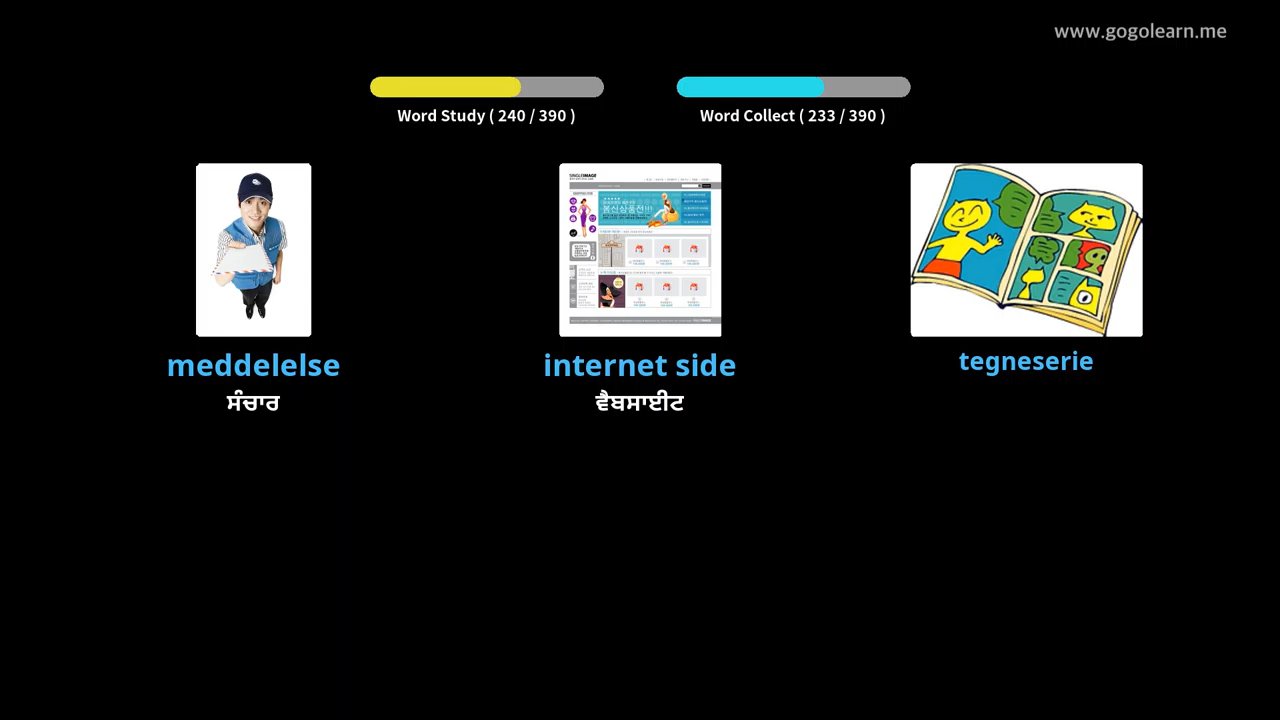 www.gogolearn.me
Word Study ( 240 / 390 )
Word Collect ( 233 / 390 )
meddelelse
internet side
tegneserie
ਸੰਚਾਰ
ਵੈਬਸਾਈਟ